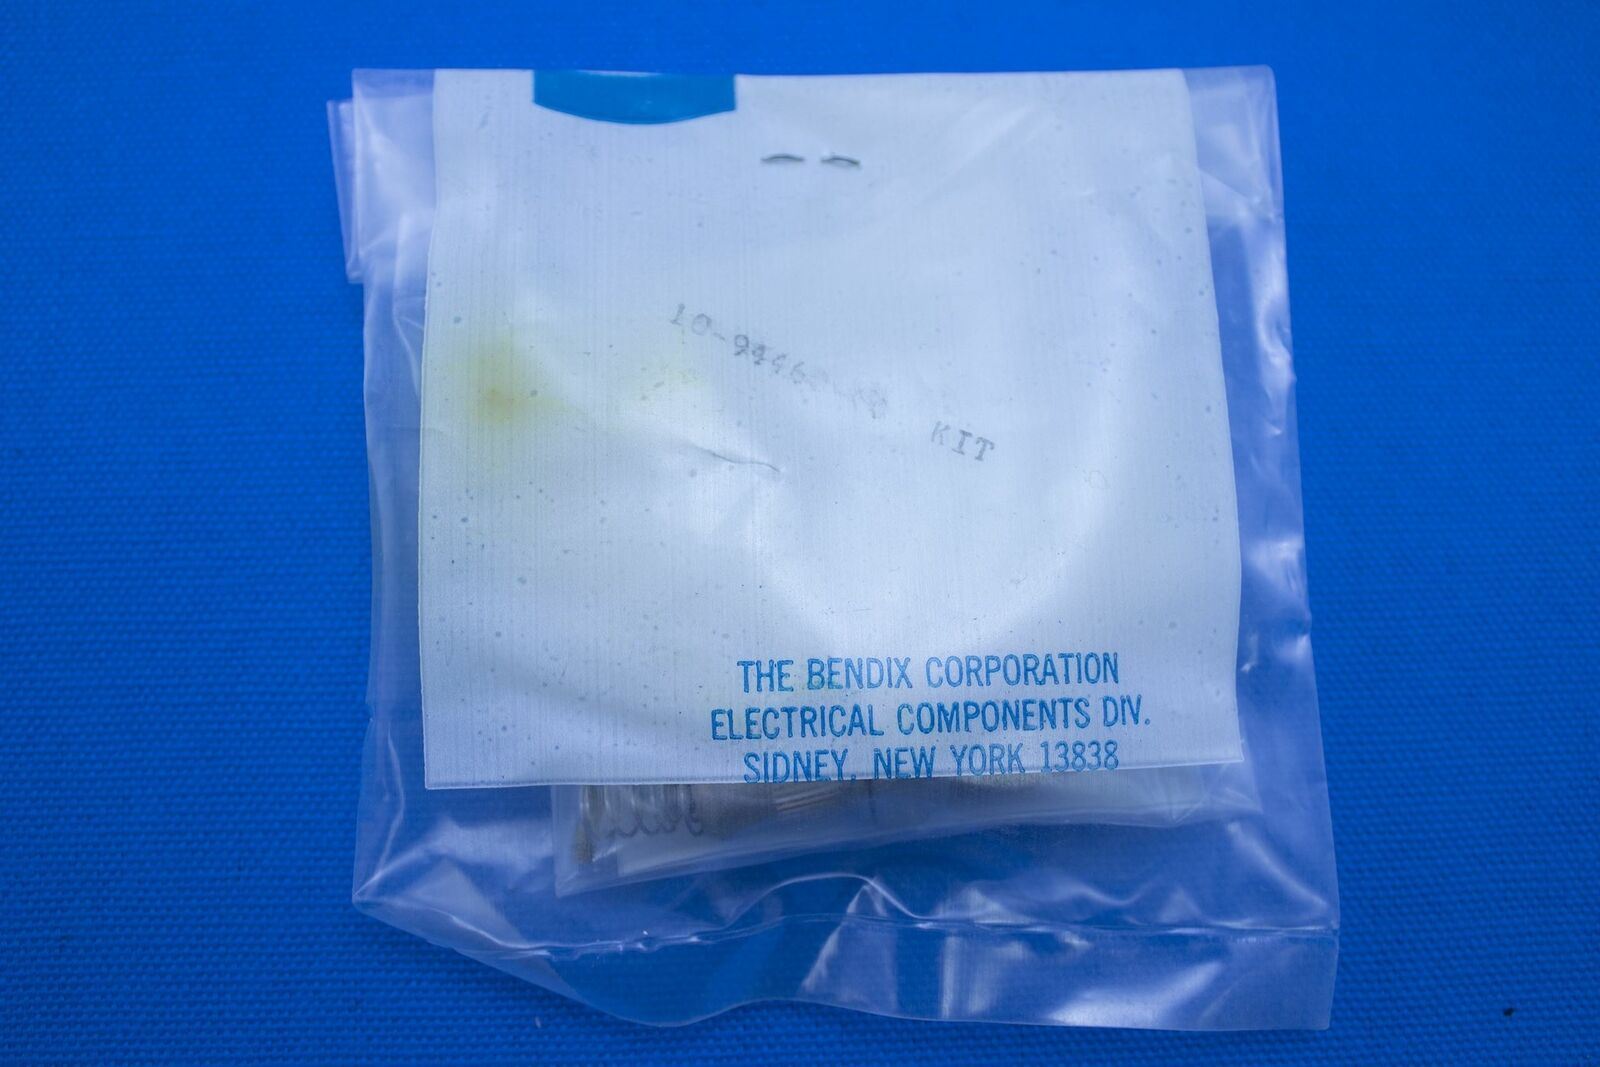 KIT
THE BENDIX CORPORATION
ELECTRICAL COMPONENTS DIV.
SIDNEY, NEW YORK 13838